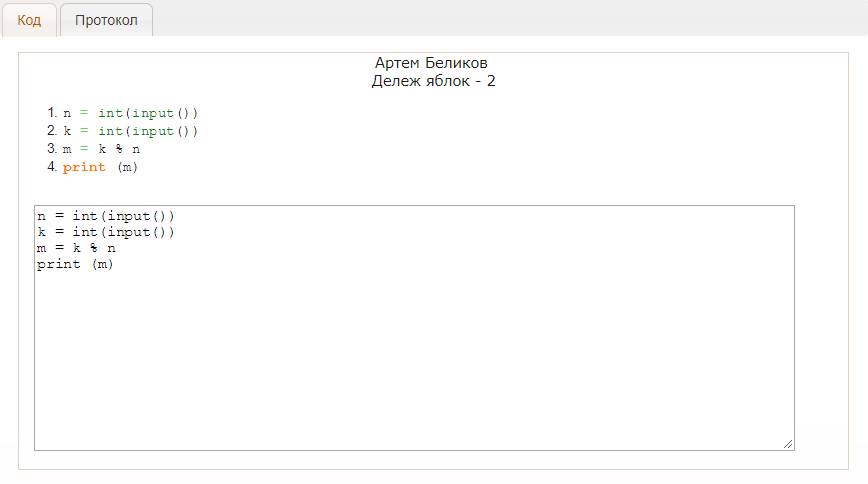 Код Протокол
Артем Беликов
Дележ яблок - 2
1. n = int(input())
2. k = int(input())
3. m = k % n
4. print (m)
n = int(input())
k = int(input())
m = k % n
print (m)